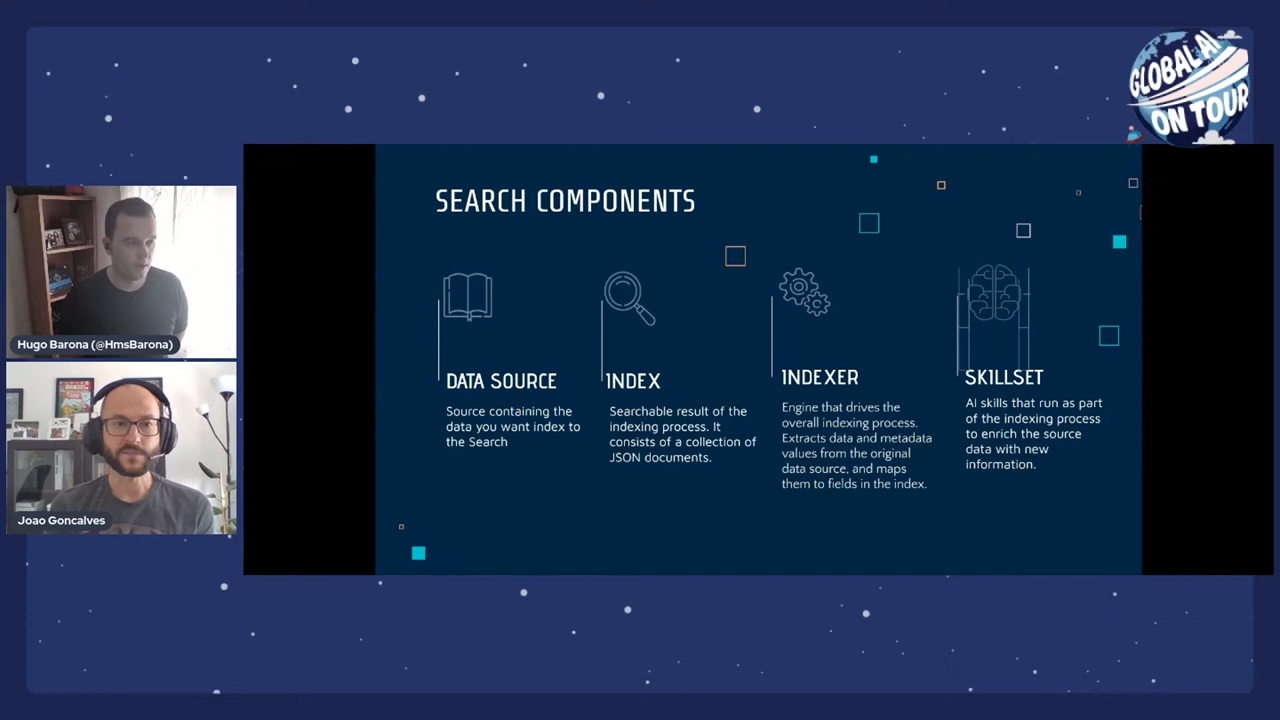 GLOBAL AI
ON TOUR
SEARCH COMPONENTS
DATA SOURCE
Source containing the
data you want index to
the Search
INDEX
Searchable result of the
indexing process. It
consists of a collection of
JSON documents.
INDEXER
Engine that drives the
overall indexing process.
Extracts data and metadata
values from the original
data source, and maps
them to fields in the index.
SKILLSET
AI skills that run as part
of the indexing process
to enrich the source
data with new
information.
Hugo Barona (@HmsBarona)
Joao Goncalves